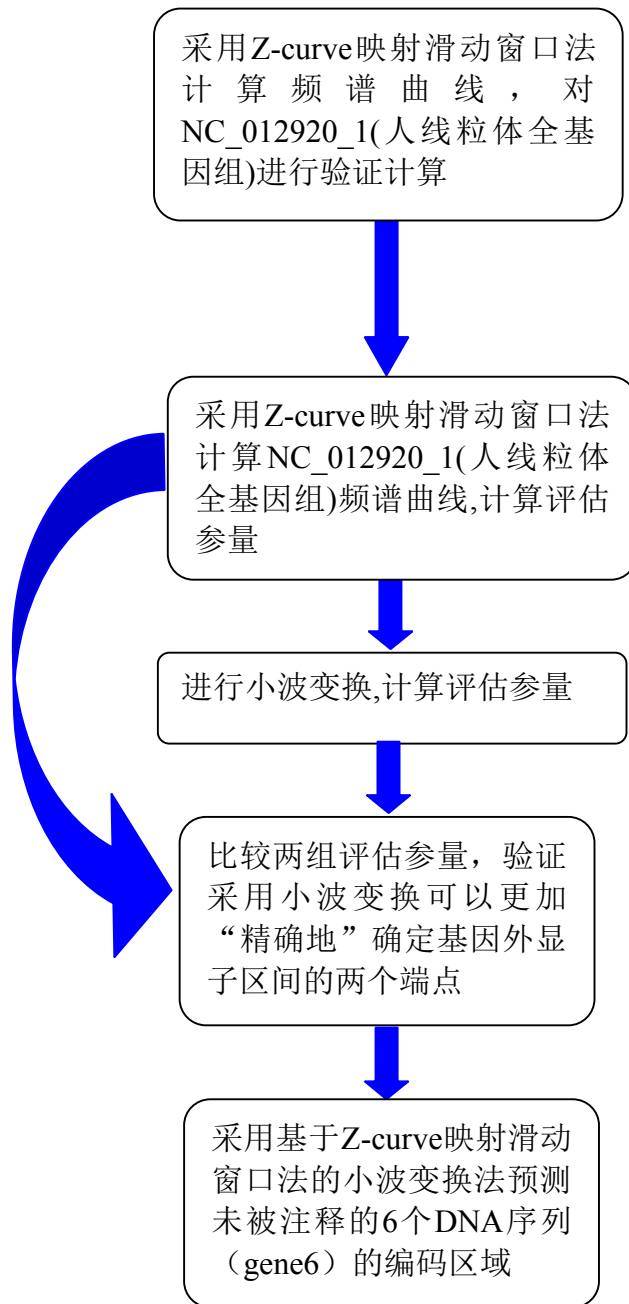 采用Z-curve映射滑动窗口法
计算频谱曲线，对
NC_012920_1(人线粒体全基
因组)进行验证计算
采用Z-curve映射滑动窗口法
计算NC_012920_1(人线粒体
全基因组)频谱曲线,计算评估
参量
进行小波变换,计算评估参量
比较两组评估参量，验证
采用小波变换可以更加
“精确地”确定基因外显
子区间的两个端点
采用基于Z-curve映射滑动
窗口法的小波变换法预测
未被注释的6个DNA序列
（gene6）的编码区域